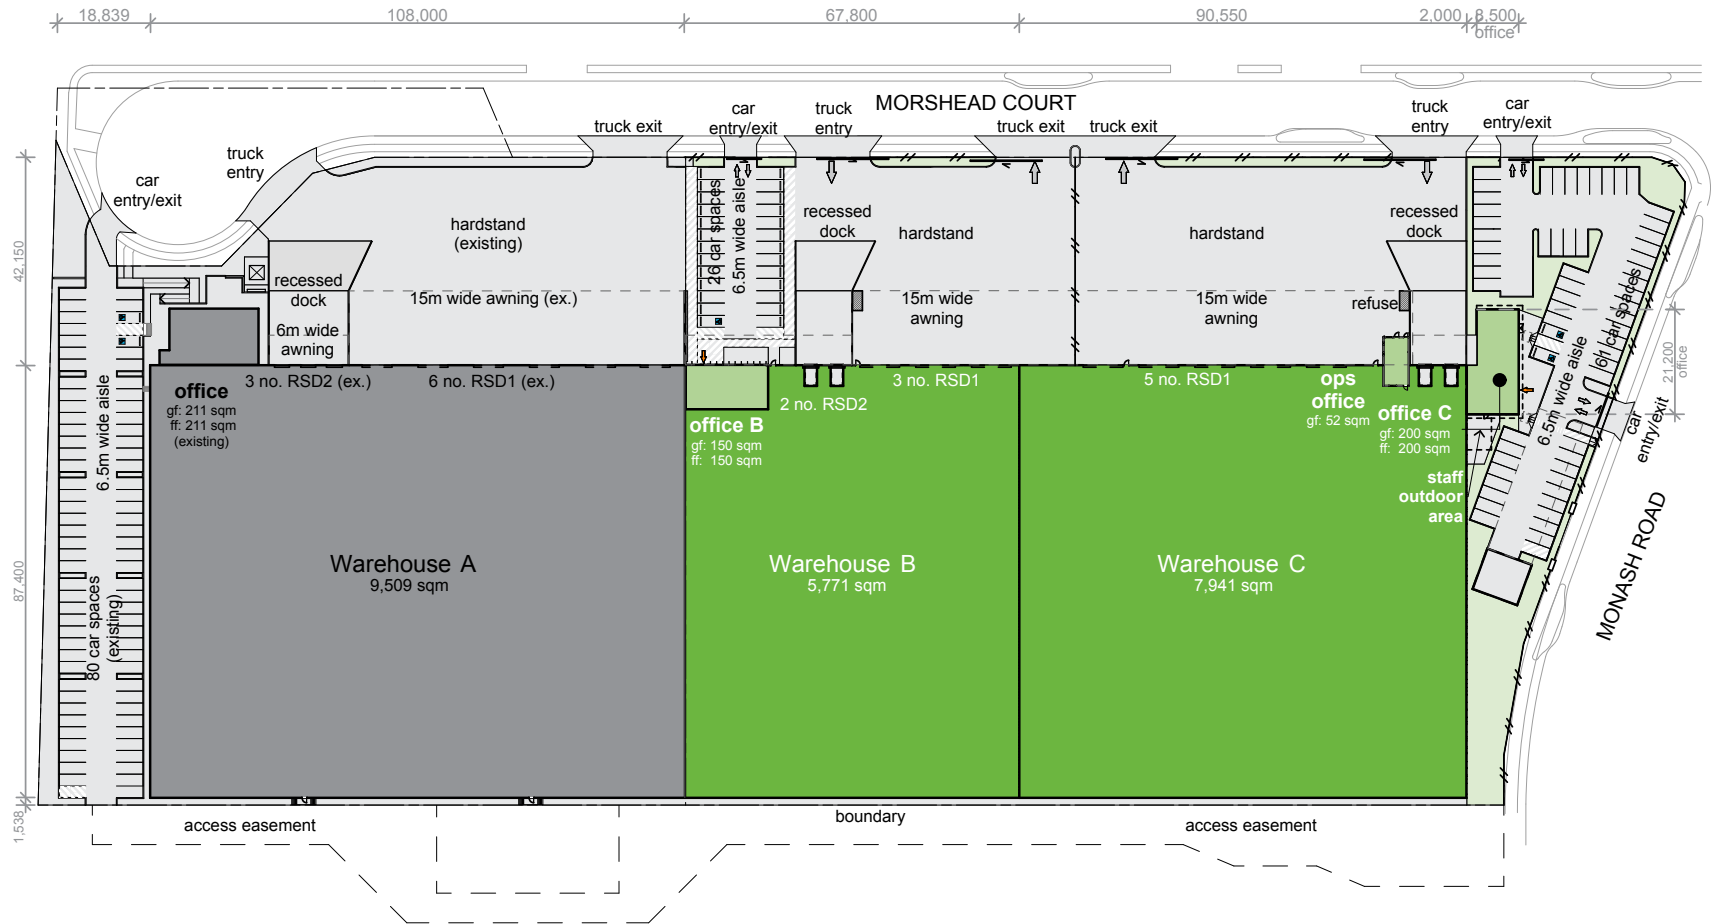 18,839
108,000
67,800
90,550
2,000
8,500
office
MORSHEAD COURT
truck exit
car
entry/exit
truck
entry
truck exit
truck exit
truck
entry
car
entry/exit
truck
entry
car
entry/exit
42,150
87,400
1,538
hardstand
(existing)
26 car spaces
6.5m wide aisle
recessed
dock
hardstand
hardstand
recessed
dock
recessed
dock
15m wide awning (ex.)
6m wide
awning
15m wide
awning
15m wide
awning
refuse
61 car spaces
6.5m wide aisle
21,200
office
car
entry/exit
MONASH ROAD
6.5m wide aisle
80 car spaces
(existing)
office
gf: 211 sqm
ff: 211 sqm
(existing)
3 no. RSD2 (ex.)
6 no. RSD1 (ex.)
office B
gf: 150 sqm
ff: 150 sqm
2 no. RSD2
3 no. RSD1
5 no. RSD1
ops
office
gf: 52 sqm
office C
gf: 200 sqm
ff: 200 sqm
staff
outdoor
area
Warehouse A
9,509 sqm
Warehouse B
5,771 sqm
Warehouse C
7,941 sqm
access easement
boundary
access easement